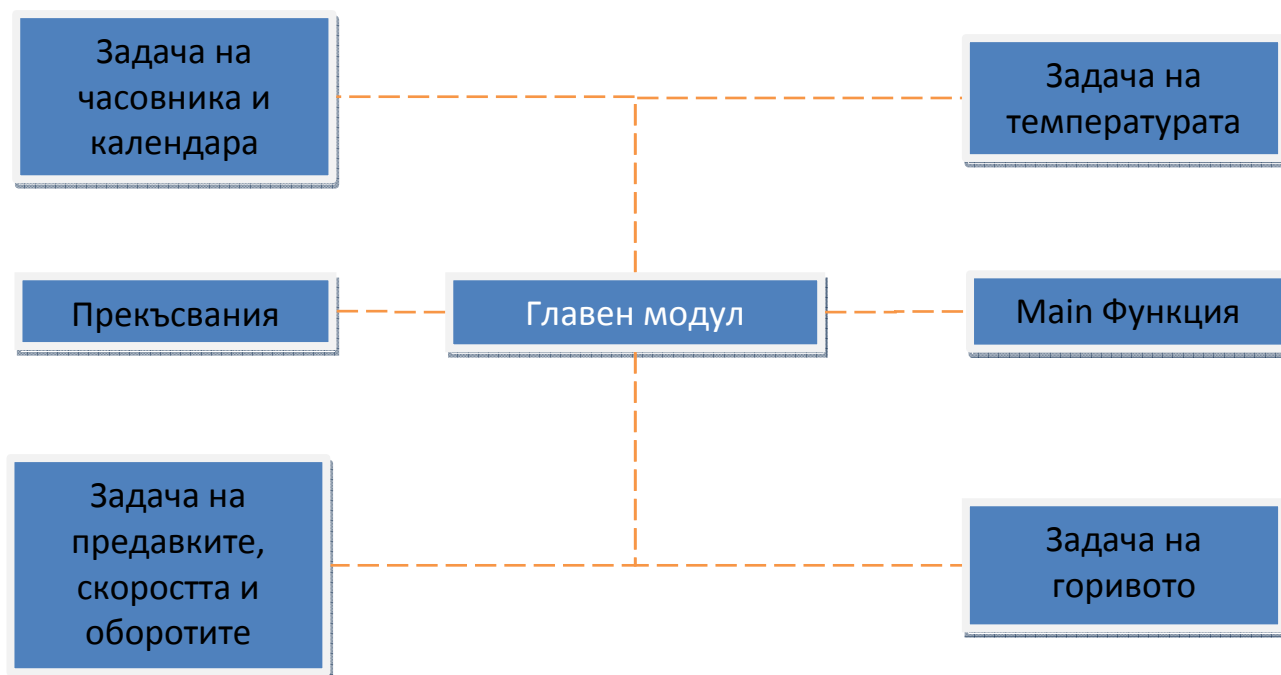 Задача на
часовника и
календара
Задача на
температурата
Прекъсвания
Главен модул
Main Функция
Задача на
предавките,
скоростта и
оборотите
Задача на
горивото